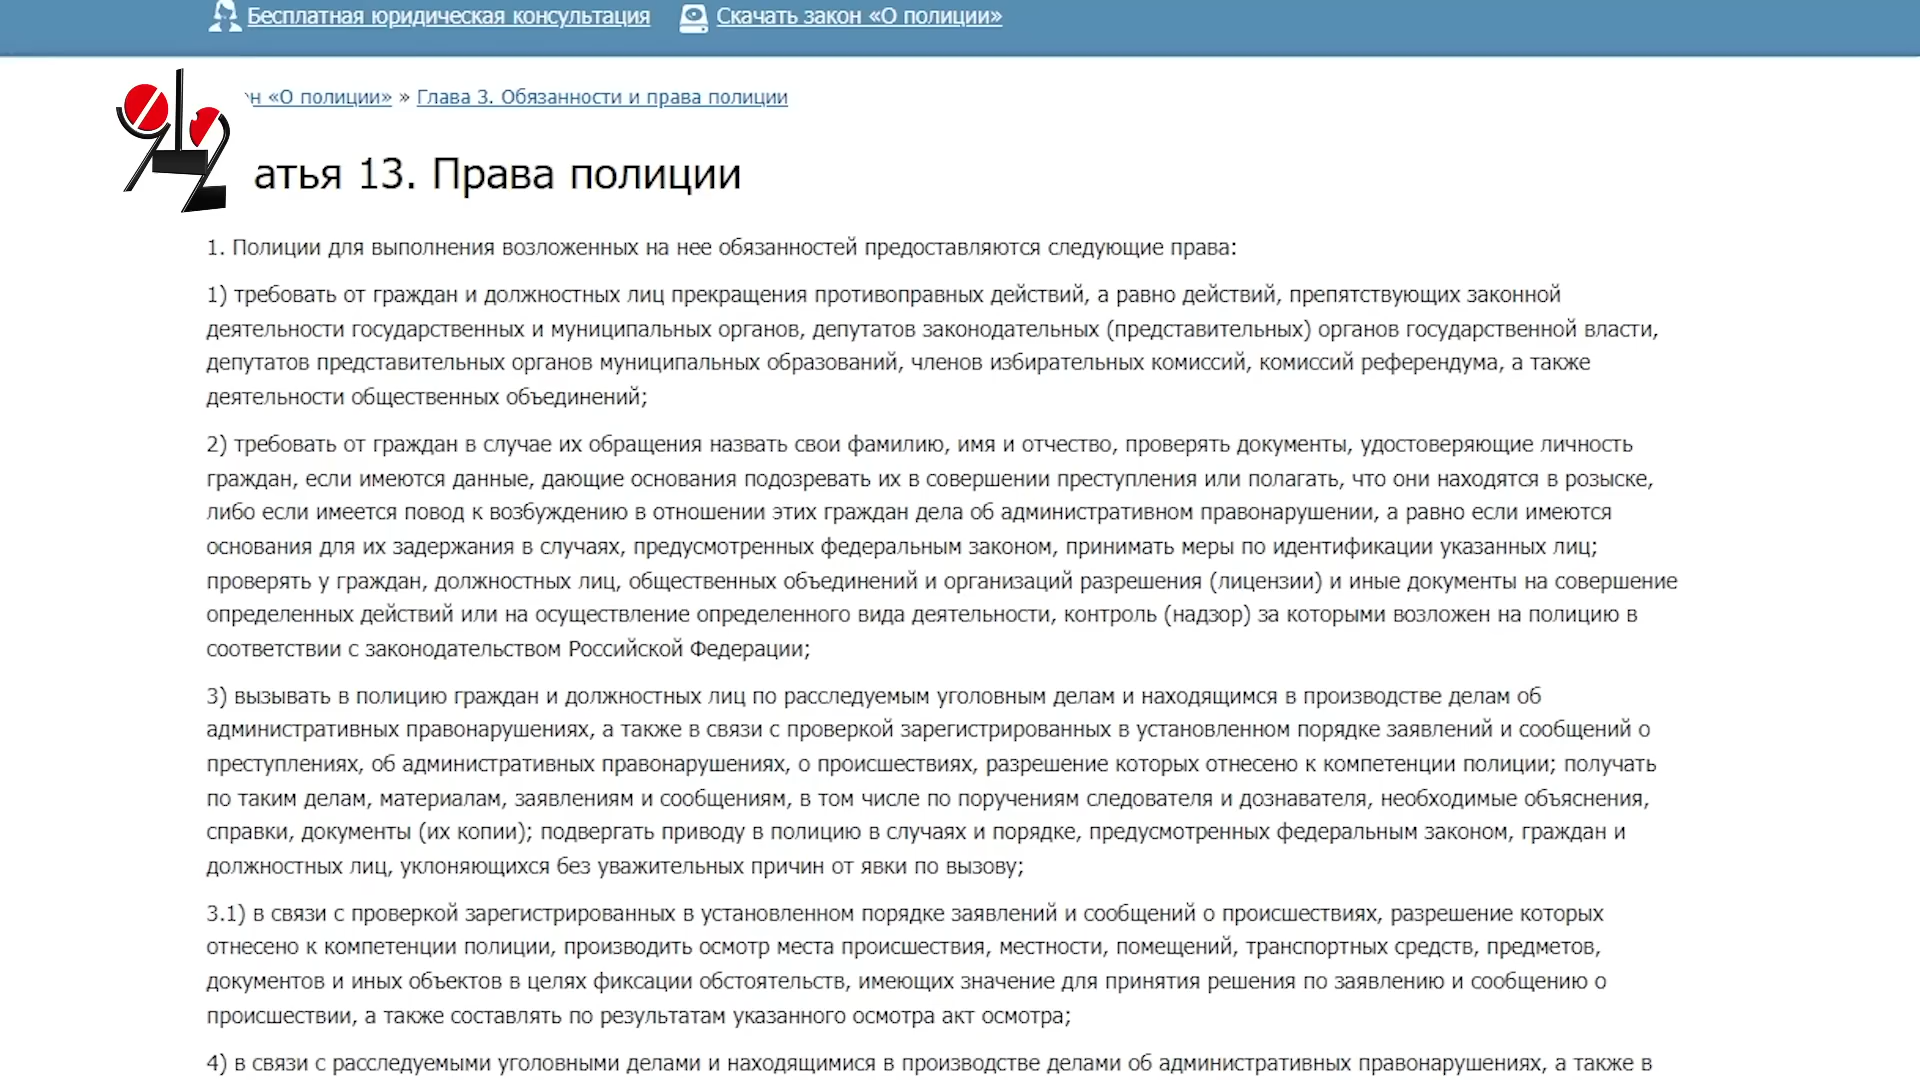 Бесплатная юридическая консультация Скачать закон «О полиции»
н «О полиции» » Глава 3. Обязанности и права полиции
атья 13. Права полиции
1. Полиции для выполнения возложенных на нее обязанностей предоставляются следующие права:
1) требовать от граждан и должностных лиц прекращения противоправных действий, а равно действий, препятствующих законной
деятельности государственных и муниципальных органов, депутатов законодательных (представительных) органов государственной власти,
депутатов представительных органов муниципальных образований, членов избирательных комиссий, комиссий референдума, а также
деятельности общественных объединений;
2) требовать от граждан в случае их обращения назвать свои фамилию, имя и отчество, проверять документы, удостоверяющие личность
граждан, если имеются данные, дающие основания подозревать их в совершении преступления или полагать, что они находятся в розыске,
либо если имеется повод к возбуждению в отношении этих граждан дела об административном правонарушении, а равно если имеются
основания для их задержания в случаях, предусмотренных федеральным законом, принимать меры по идентификации указанных лиц;
проверять у граждан, должностных лиц, общественных объединений и организаций разрешения (лицензии) и иные документы на совершение
определенных действий или на осуществление определенного вида деятельности, контроль (надзор) за которыми возложен на полицию в
соответствии с законодательством Российской Федерации;
3) вызывать в полицию граждан и должностных лиц по расследуемым уголовным делам и находящимся в производстве делам об
административных правонарушениях, а также в связи с проверкой зарегистрированных в установленном порядке заявлений и сообщений о
преступлениях, об административных правонарушениях, о происшествиях, разрешение которых отнесено к компетенции полиции; получать
по таким делам, материалам, заявлениям и сообщениям, в том числе по поручениям следователя и дознавателя, необходимые объяснения,
справки, документы (их копии); подвергать приводу в полицию в случаях и порядке, предусмотренных федеральным законом, граждан и
должностных лиц, уклоняющихся без уважительных причин от явки по вызову;
3.1) в связи с проверкой зарегистрированных в установленном порядке заявлений и сообщений о происшествиях, разрешение которых
отнесено к компетенции полиции, производить осмотр места происшествия, местности, помещений, транспортных средств, предметов,
документов и иных объектов в целях фиксации обстоятельств, имеющих значение для принятия решения по заявлению и сообщению о
происшествии, а также составлять по результатам указанного осмотра акт осмотра;
4) в связи с расследуемыми уголовными делами и находящимися в производстве делами об административных правонарушениях, а также в